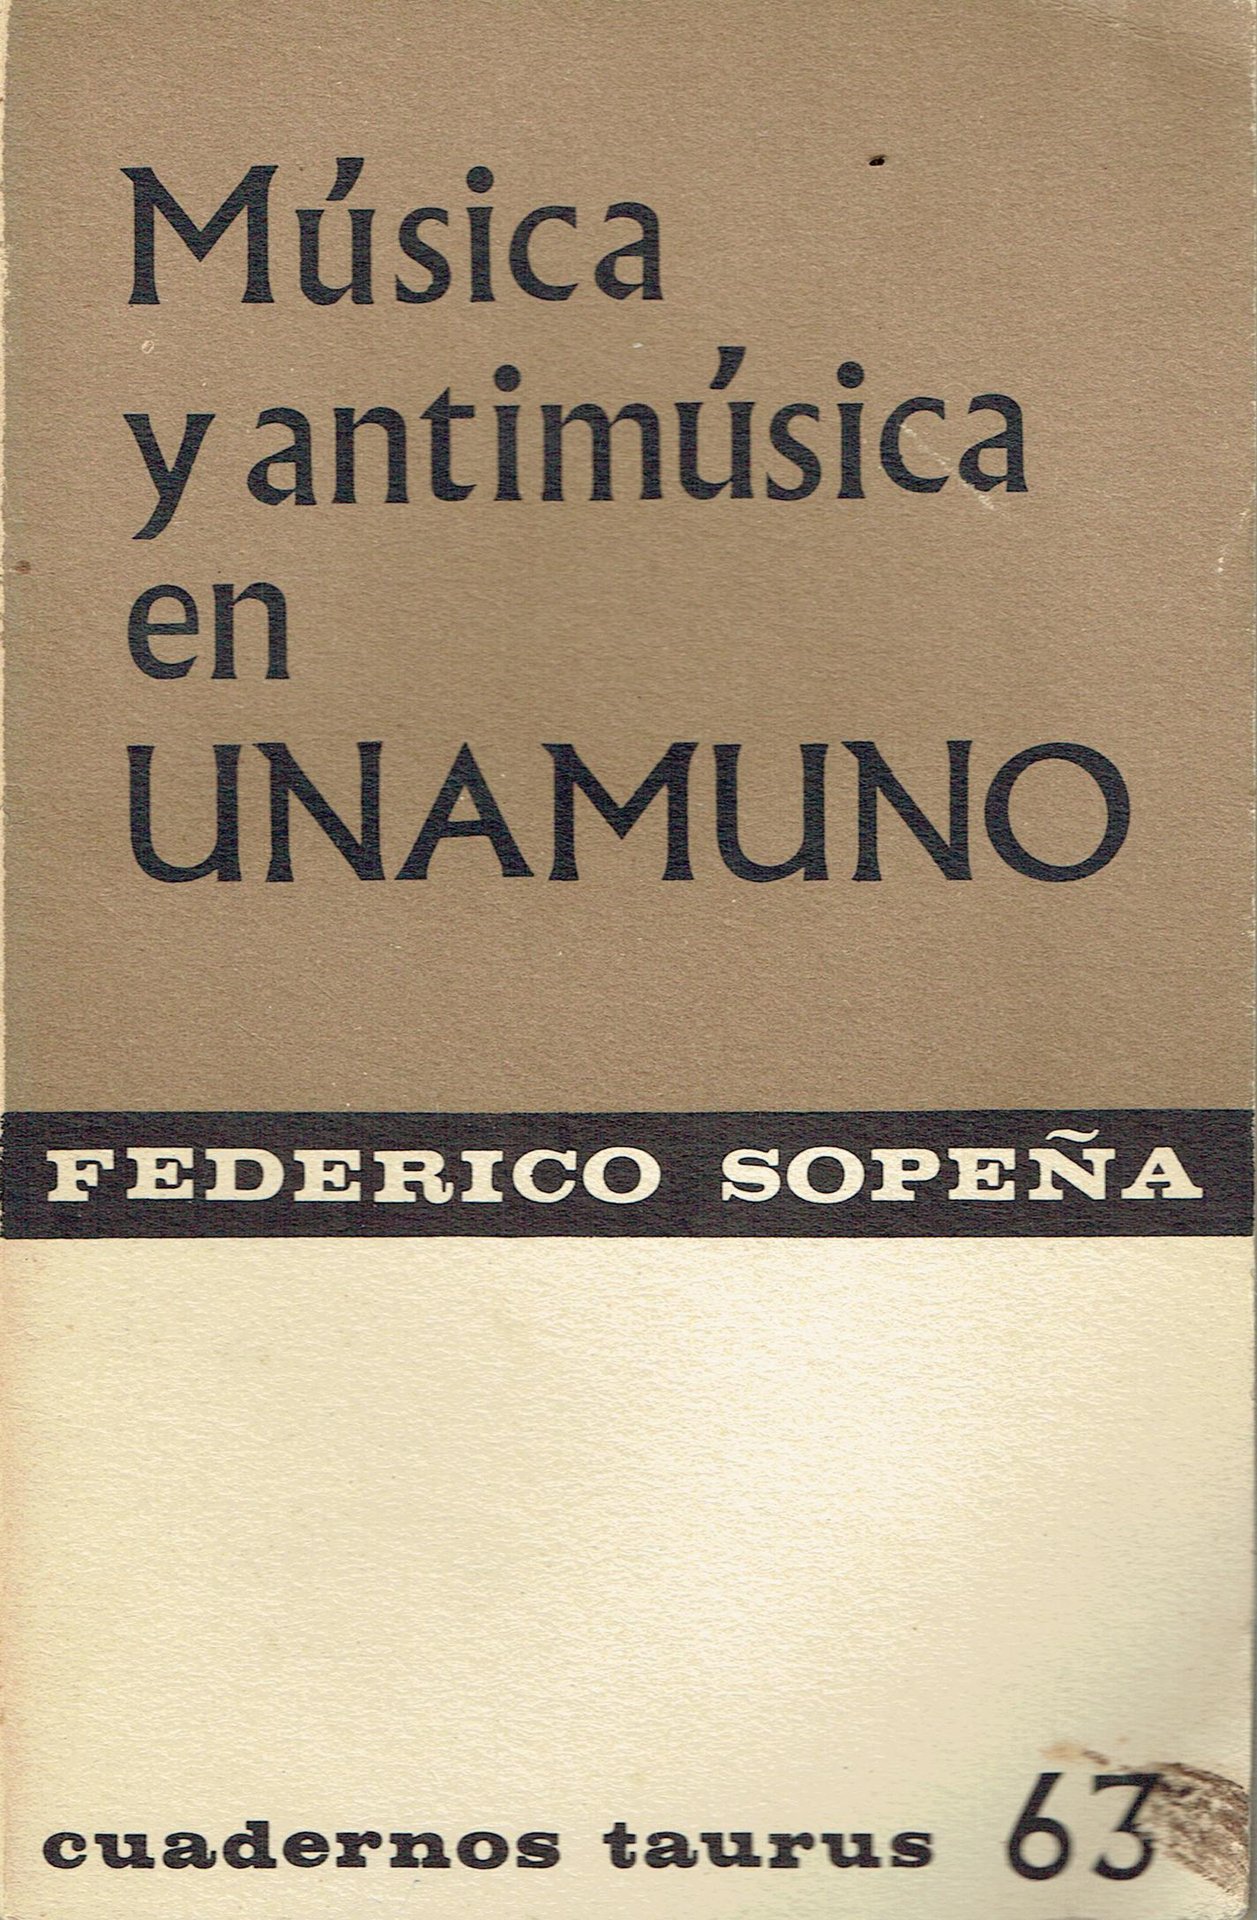 Música
y antimúsica
en
UNAMUNO
FEDERICO SOPEÑA
cuadernos taurus 63